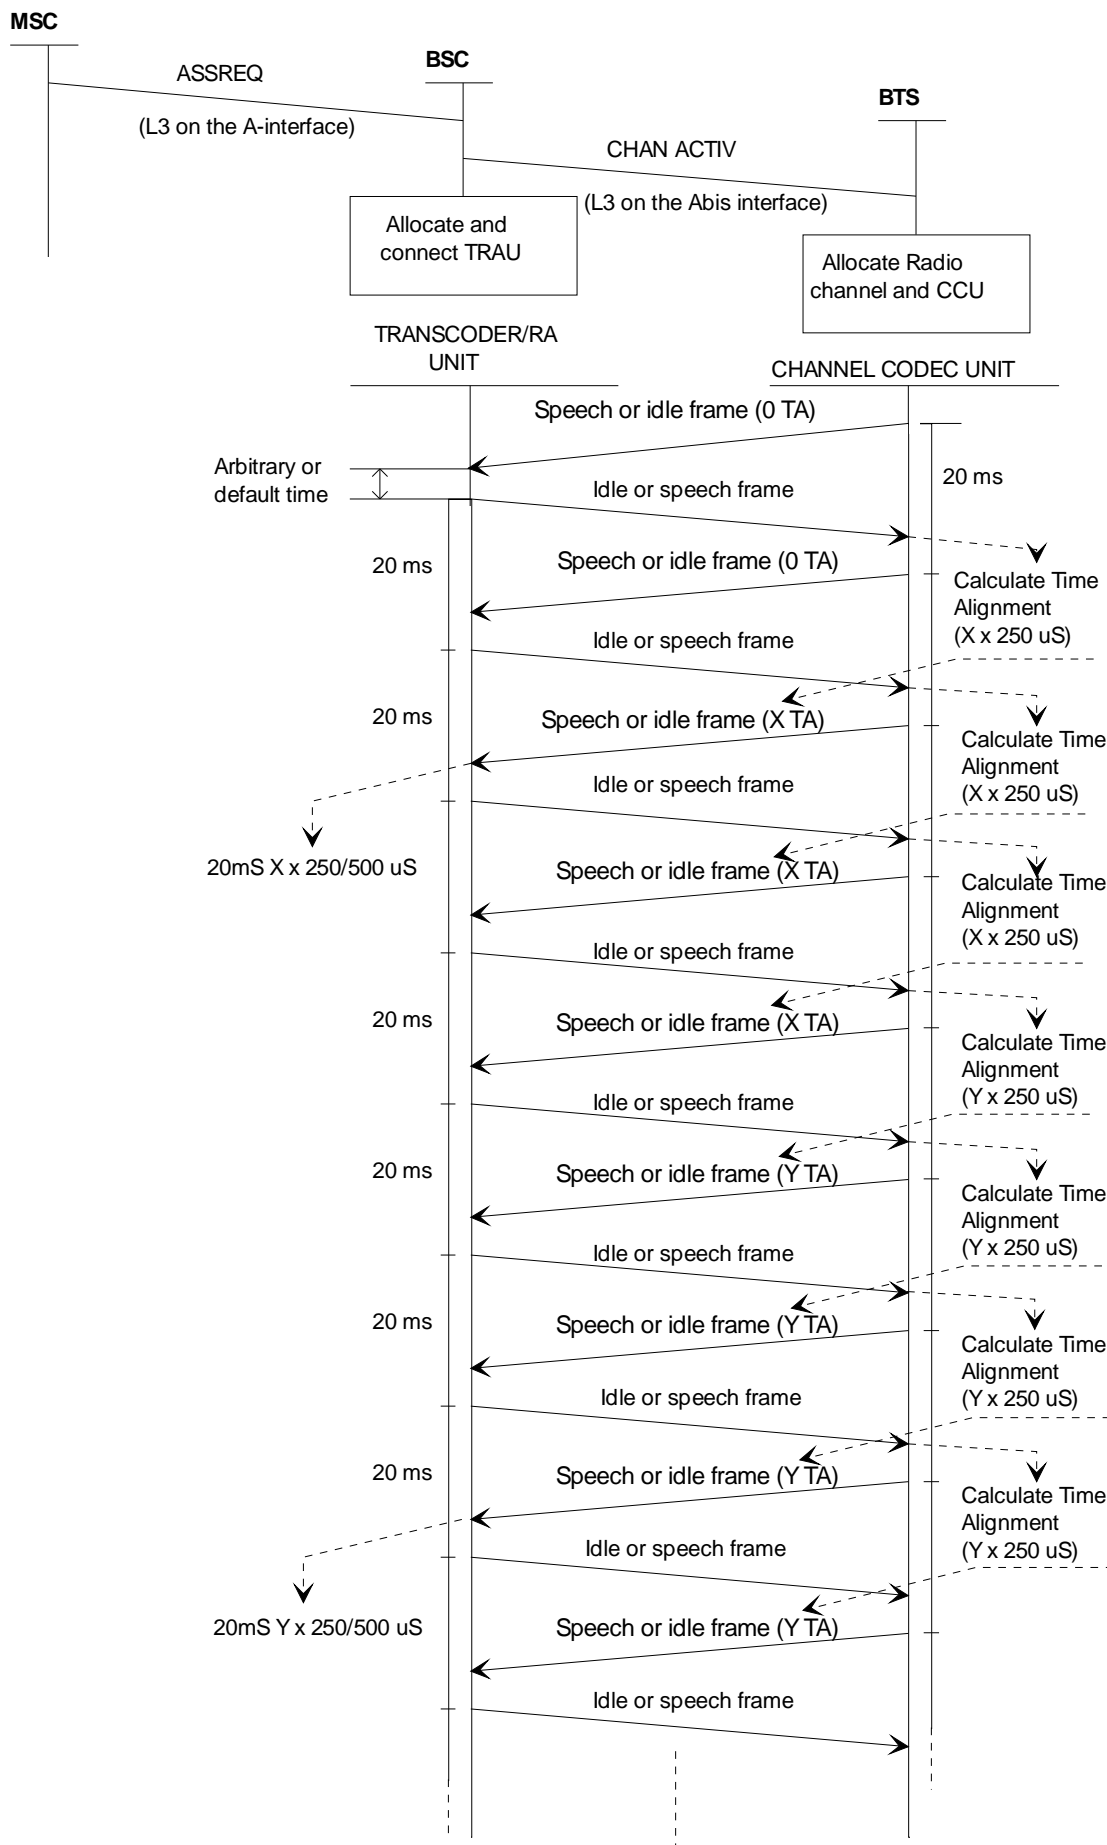 MSC
BSC
ASSREQ
BTS
(L3 on the A-interface)
CHAN ACTIV
(L3 on the Abis interface)
Allocate and
connect TRAU
Allocate Radio
channel and CCU
TRANSCODER/RA
UNIT
CHANNEL CODEC UNIT
Speech or idle frame (0 TA)
Arbitrary or
default time
20 ms
Idle or speech frame
20 ms
Speech or idle frame (0 TA)
Calculate Time
Alignment
(X x 250 uS)
Idle or speech frame
20 ms
Speech or idle frame (X TA)
Calculate Time
Alignment
(X x 250 uS)
Idle or speech frame
20mS X x 250/500 uS
Speech or idle frame (X TA)
Calculate Time
Alignment
(X x 250 uS)
Idle or speech frame
20 ms
Speech or idle frame (X TA)
Calculate Time
Alignment
(Y x 250 uS)
Idle or speech frame
20 ms
Speech or idle frame (Y TA)
Calculate Time
Alignment
(Y x 250 uS)
Idle or speech frame
20 ms
Speech or idle frame (Y TA)
Calculate Time
Alignment
(Y x 250 uS)
Idle or speech frame
20 ms
Speech or idle frame (Y TA)
Calculate Time
Alignment
(Y x 250 uS)
Idle or speech frame
20mS Y x 250/500 uS
Speech or idle frame (Y TA)
Idle or speech frame